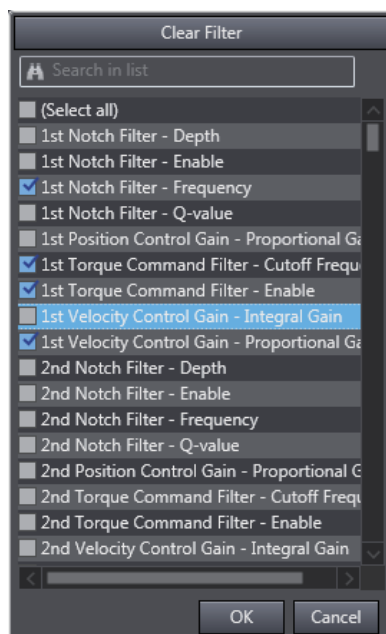 Clear Filter
Search in list
(Select all)
1st Notch Filter - Depth
1st Notch Filter - Enable
1st Notch Filter - Frequency
1st Notch Filter - Q-value
1st Position Control Gain - Proportional Ga
1st Torque Command Filter - Cutoff Frequ
1st Torque Command Filter - Enable
1st Velocity Control Gain - Integral Gain
1st Velocity Control Gain - Proportional Ga
2nd Notch Filter - Depth
2nd Notch Filter - Enable
2nd Notch Filter - Frequency
2nd Notch Filter - Q-value
2nd Position Control Gain - Proportional G
2nd Torque Command Filter - Cutoff Frequ
2nd Torque Command Filter - Enable
2nd Velocity Control Gain - Integral Gain
OK Cancel